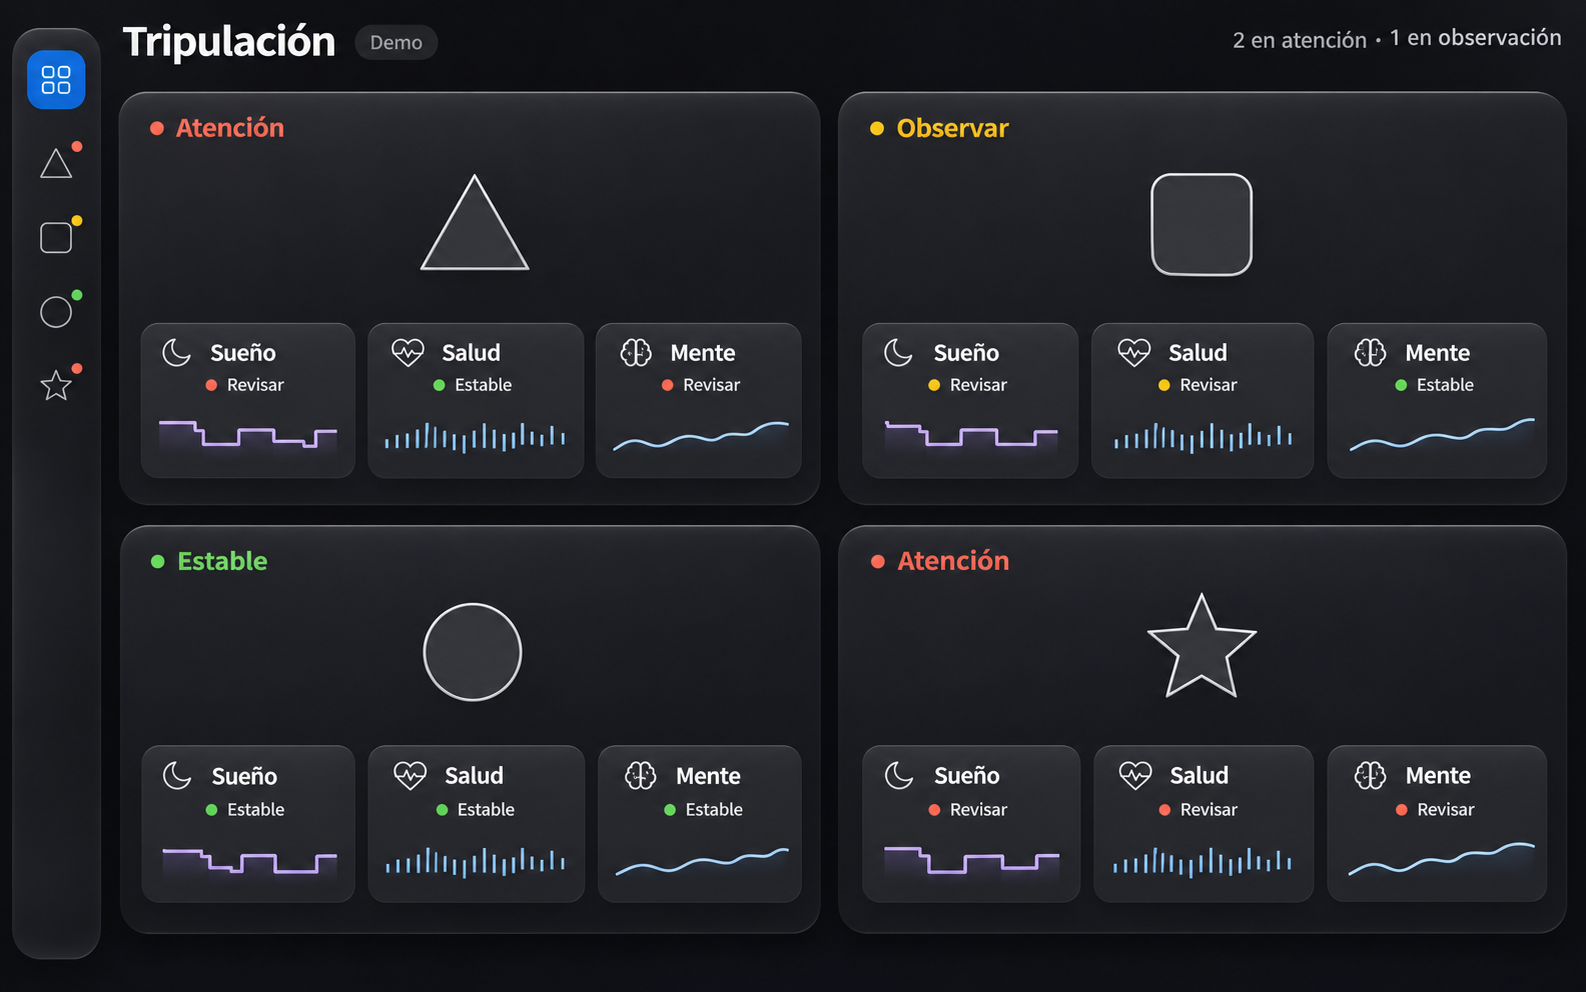 Tripulación Demo 2 en atención · 1 en observación
Atención
Sueño
Revisar
Salud
Estable
Mente
Revisar
Observar
Sueño
Revisar
Salud
Revisar
Mente
Estable
Estable
Sueño
Estable
Salud
Estable
Mente
Estable
Atención
Sueño
Revisar
Salud
Revisar
Mente
Revisar